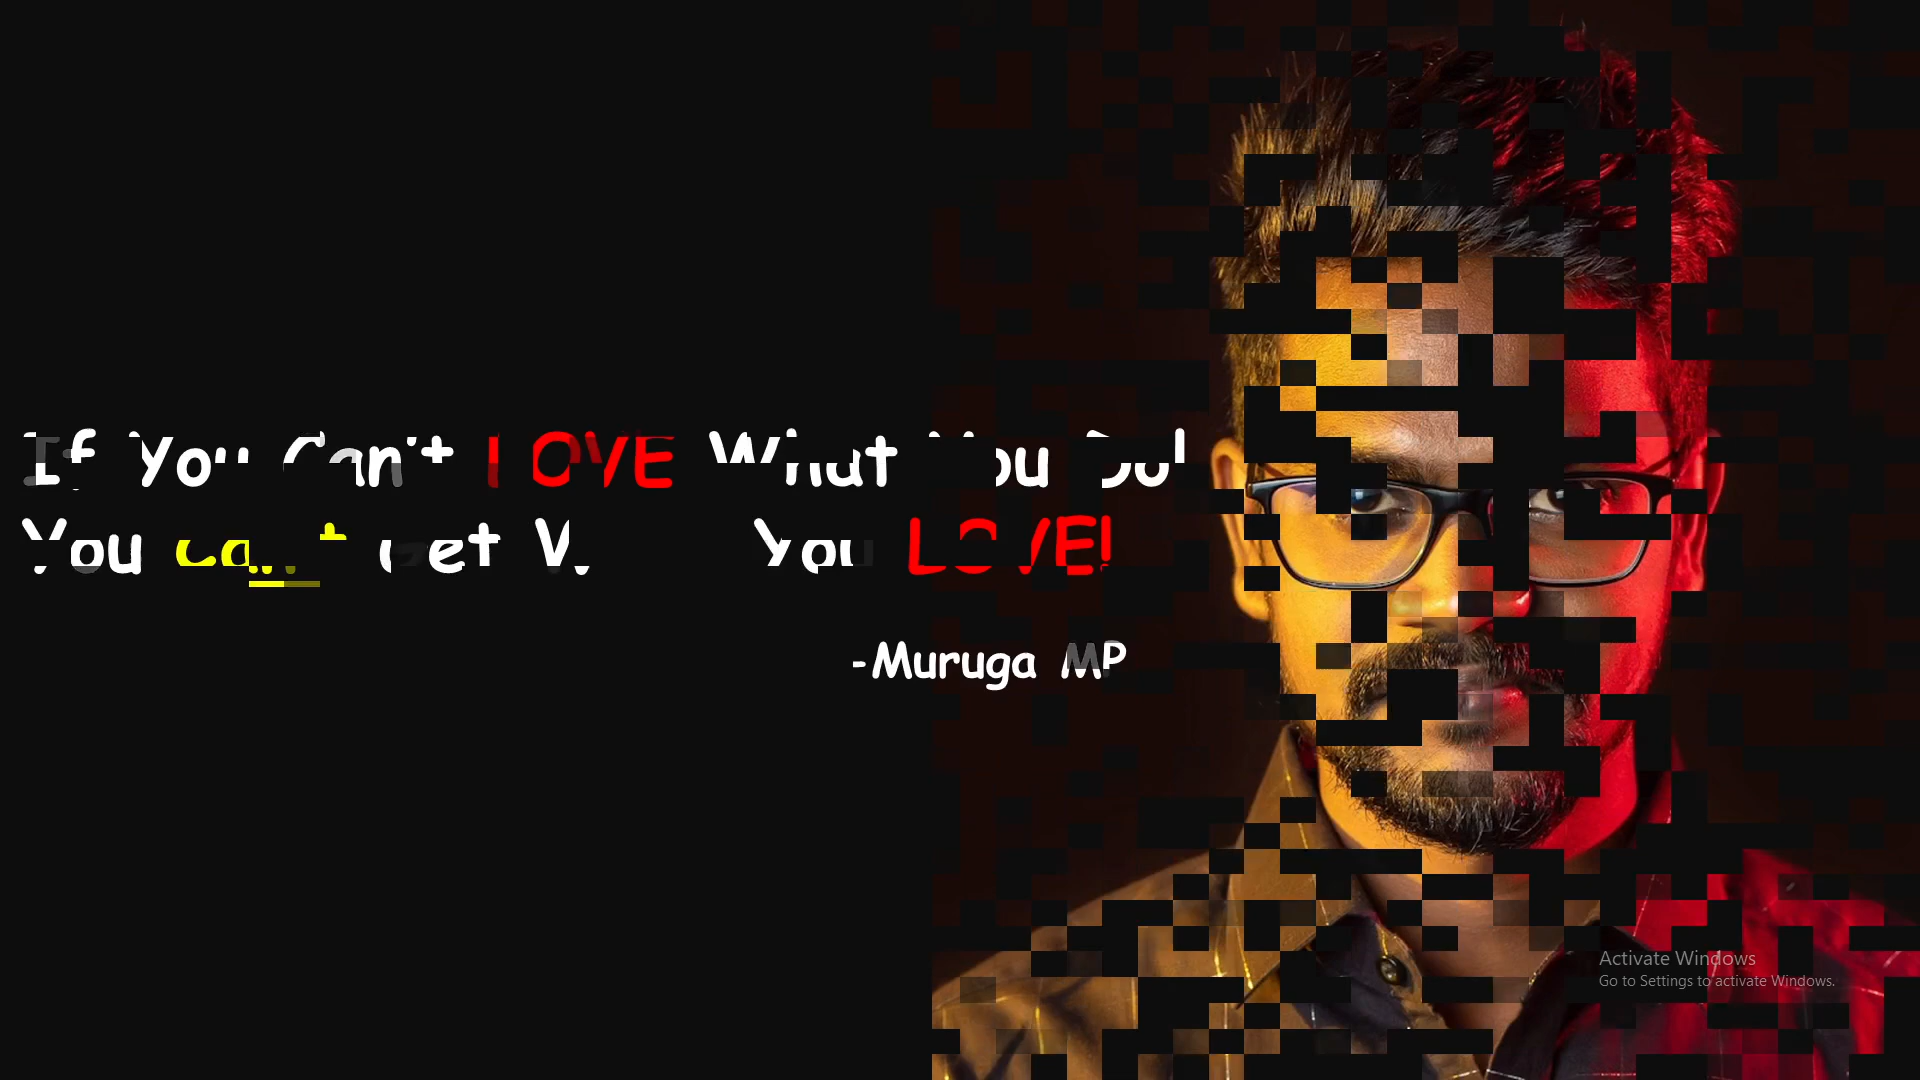 If You Can't LOVE What You Do!
You can't Get What You LOVE!
-Muruga MP
Activate Windows
Go to Settings to activate Windows.